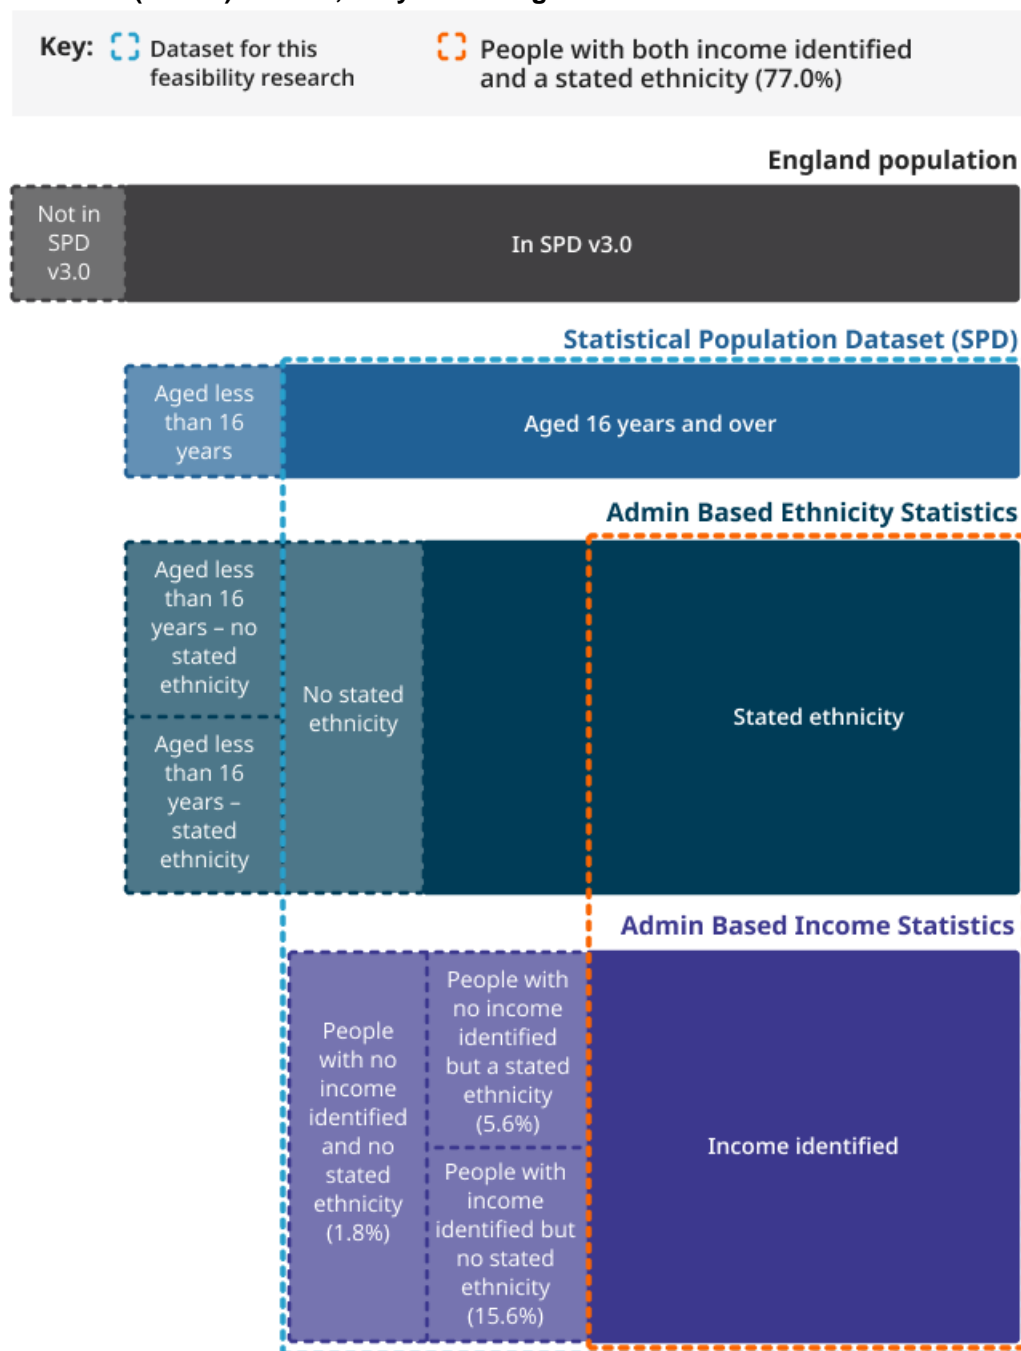 Key:
Dataset for this
feasibility research
People with both income identified
and a stated ethnicity (77.0%)
England population
Not in
SPD
v3.0
In SPD v3.0
Statistical Population Dataset (SPD)
Aged less
than 16
years
Aged 16 years and over
Admin Based Ethnicity Statistics
Aged less
than 16
years – no
stated
ethnicity
No stated
ethnicity
Stated ethnicity
Aged less
than 16
years –
stated
ethnicity
Admin Based Income Statistics
People
with no
income
identified
and no
stated
ethnicity
(1.8%)
People with
no income
identified
but a stated
ethnicity
(5.6%)
People with
income
identified but
no stated
ethnicity
(15.6%)
Income identified